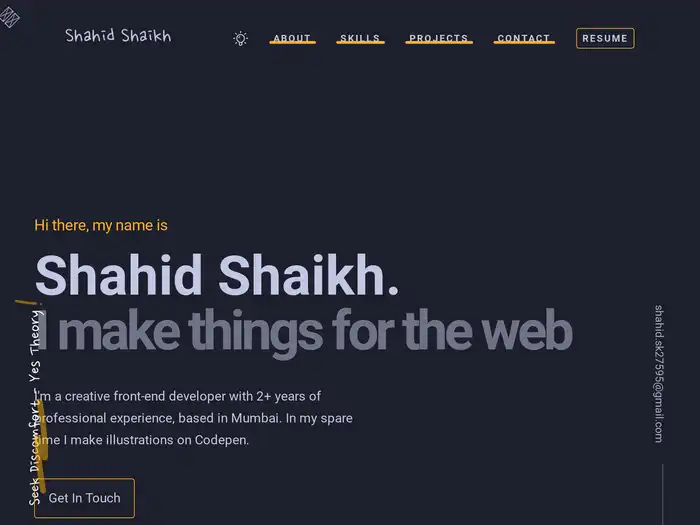 Shahid Shaikh
ABOUT
SKILLS
PROJECTS
CONTACT
RESUME
Hi there, my name is
Shahid Shaikh.
I make things for the web
I'm a creative front-end developer with 2+ years of
professional experience, based in Mumbai. In my spare
time I make illustrations on Codepen.
Get In Touch
Seek Discomfort - Yes Theory
shahid.sk27595@gmail.com